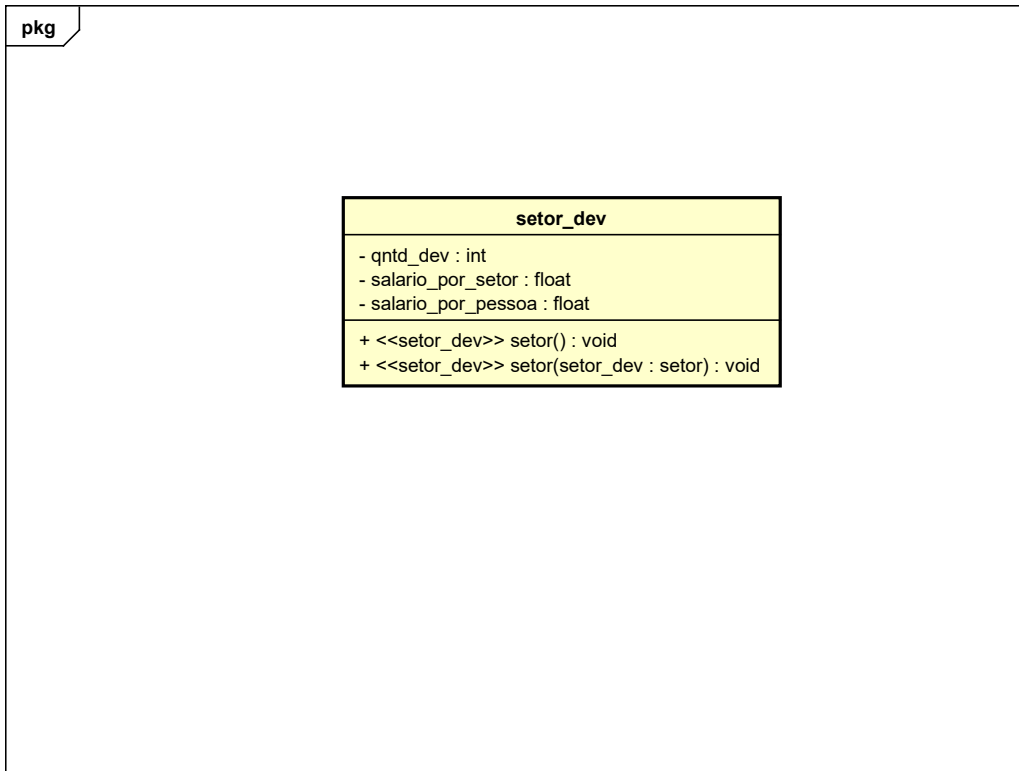 pkg
setor_dev
- qntd_dev : int
- salario_por_setor : float
- salario_por_pessoa : float
+ <<setor_dev>> setor() : void
+ <<setor_dev>> setor(setor_dev : setor) : void